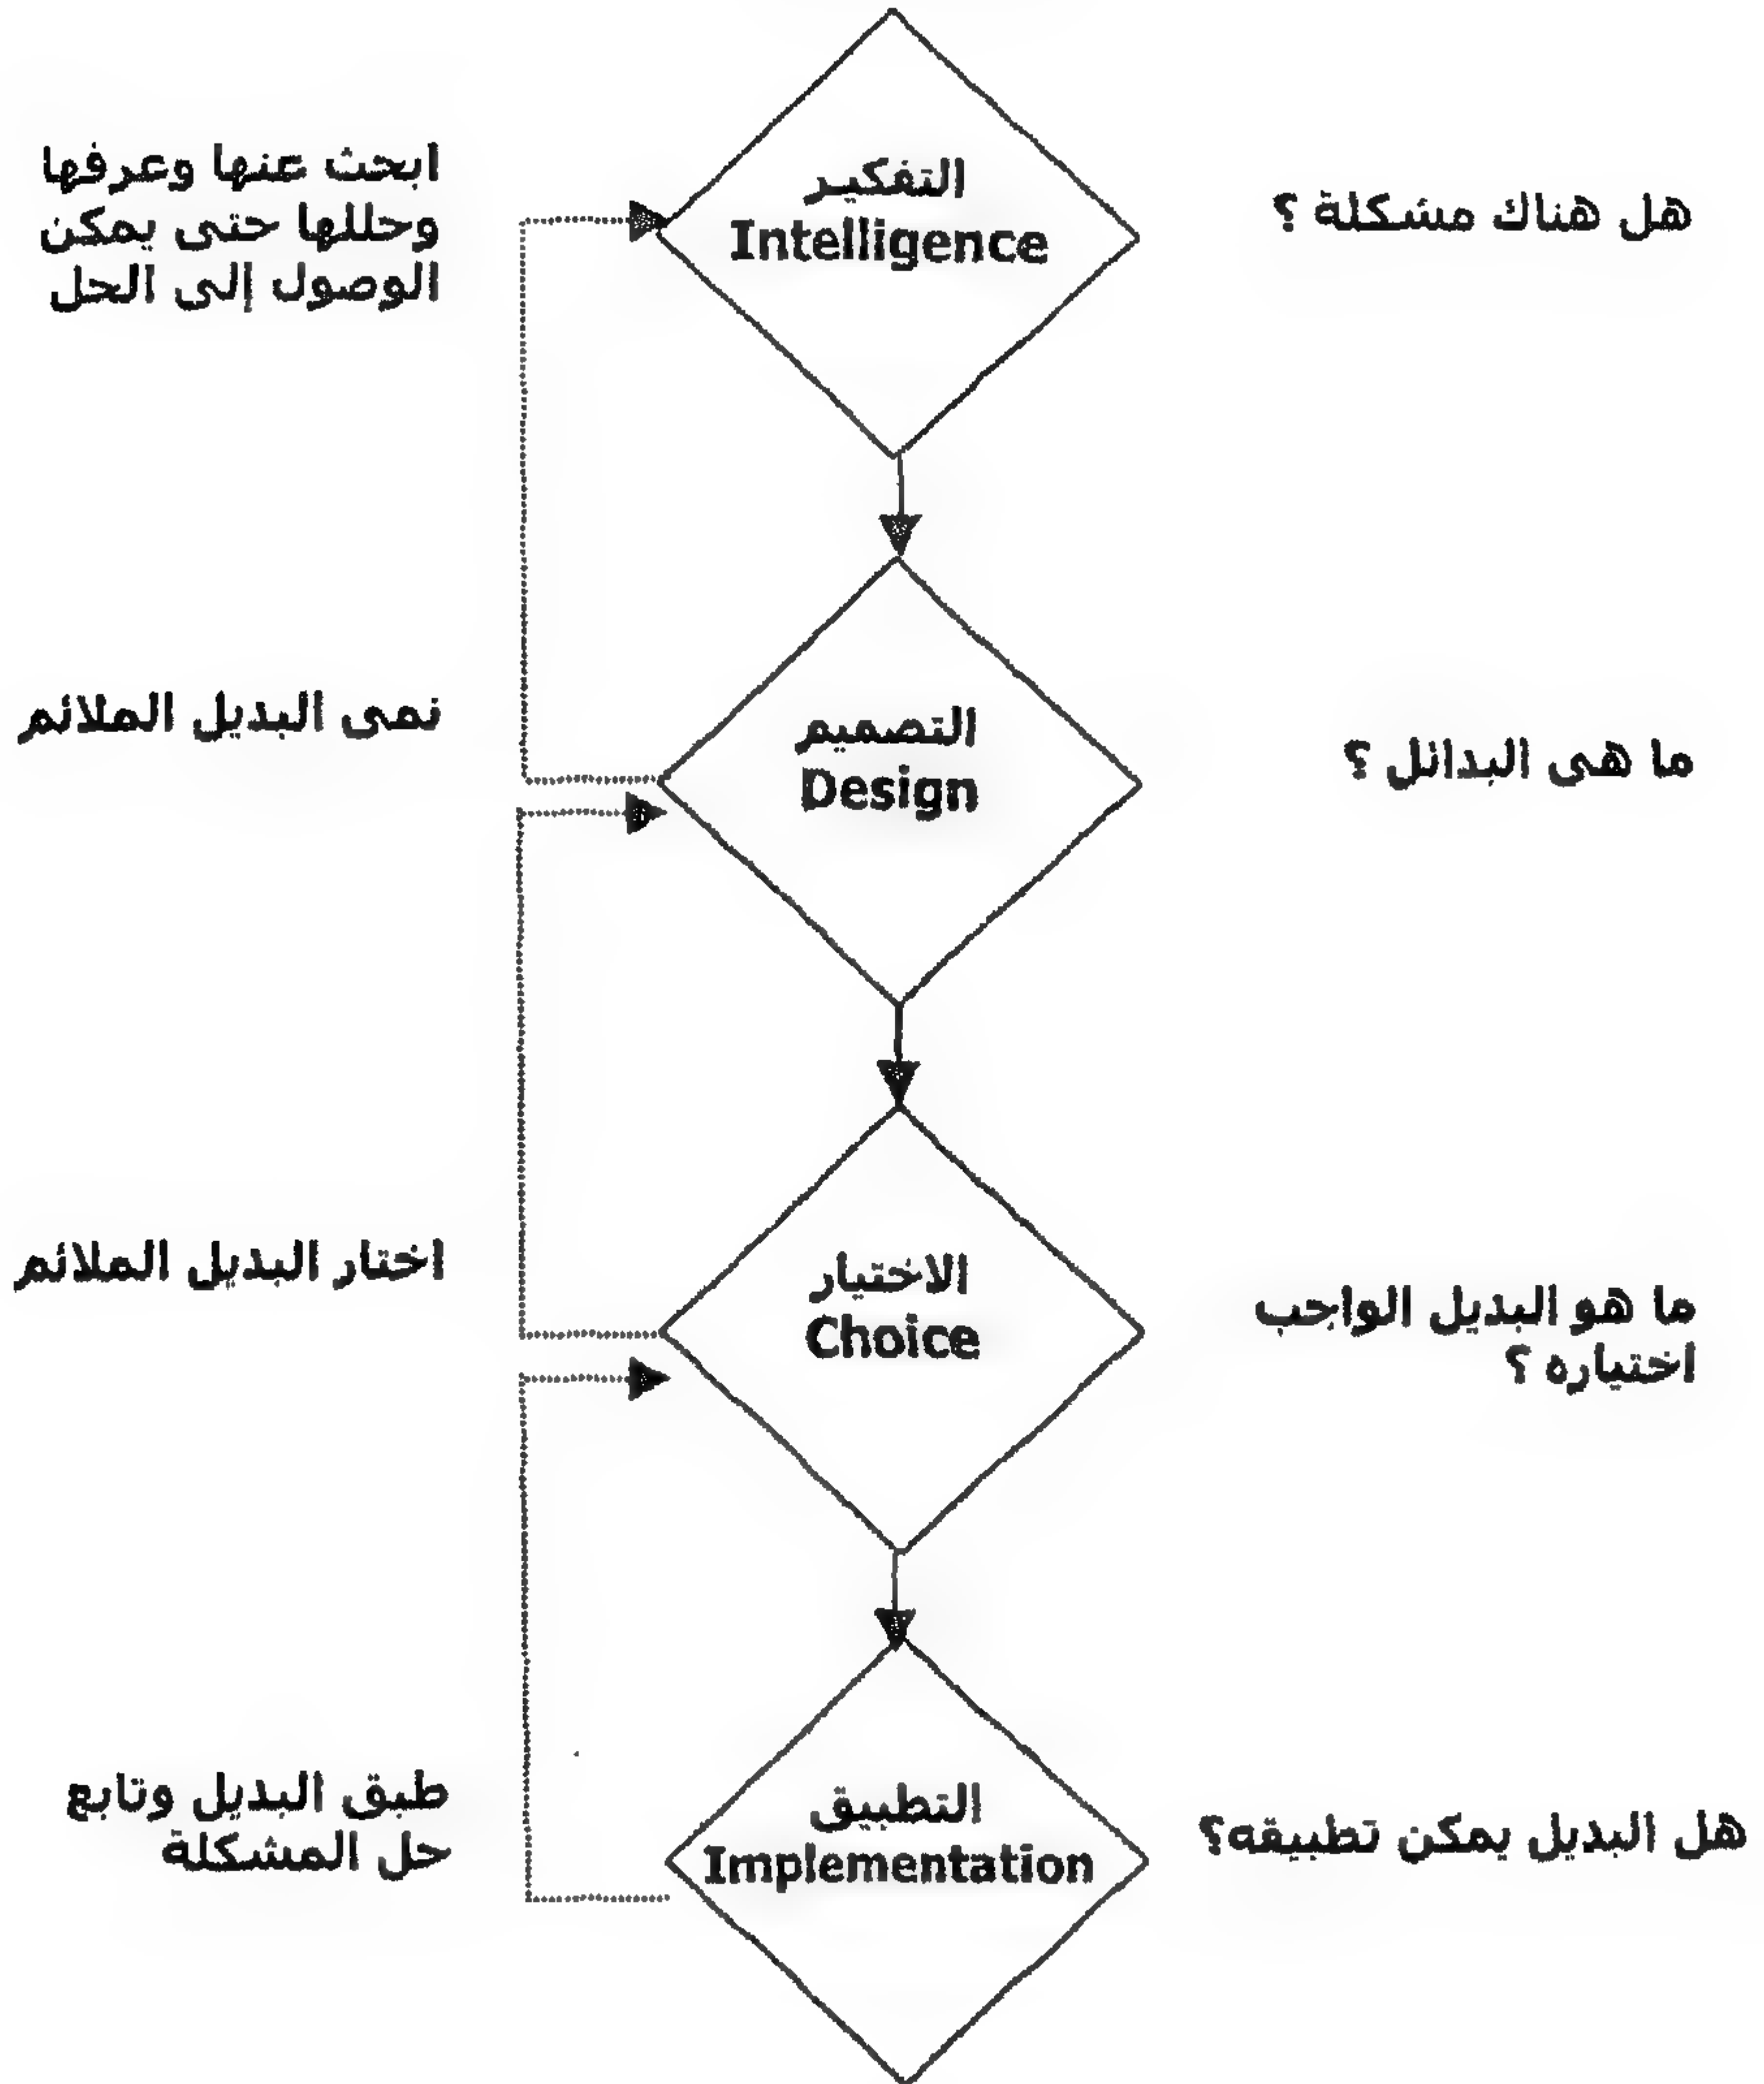 هل هناك مشكلة ؟
التفكير
Intelligence
ابحث عنها وعرفها
وحللها حتى يمكن
الوصول إلى الحل
ما هى البدائل ؟
التصميم
Design
نمى البديل الملائم
ما هو البديل الواجب
اختياره ؟
الاختيار
Choice
اختار البديل الملائم
هل البديل يمكن تطبيقه؟
التطبيق
Implementation
طبق البديل وتابع
حل المشكلة